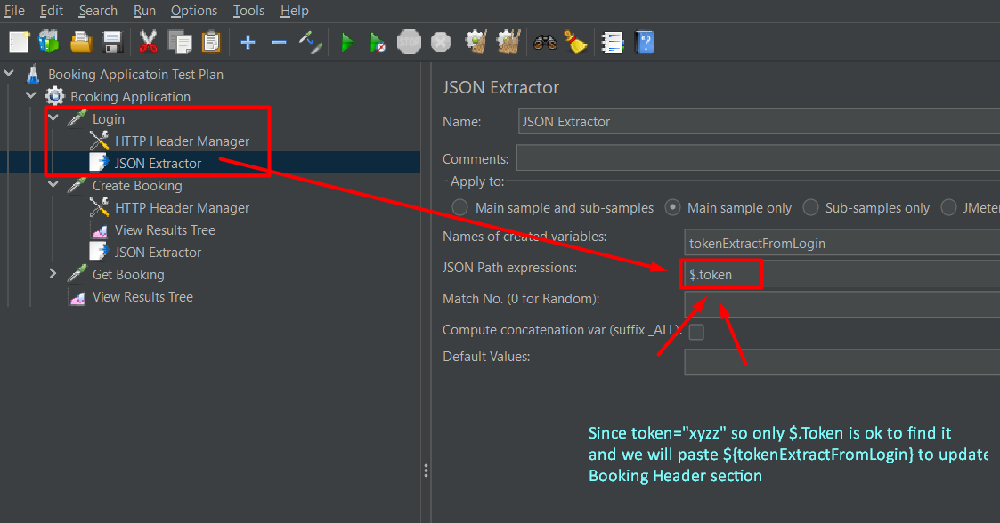 File Edit Search Run Options Tools Help
STOP
Booking Applicatoin Test Plan
Booking Application
Login
HTTP Header Manager
JSON Extractor
Create Booking
HTTP Header Manager
View Results Tree
JSON Extractor
Get Booking
View Results Tree
JSON Extractor
Name: JSON Extractor
Comments:
Apply to:
Main sample and sub-samples Main sample only Sub-samples only JMeter
Names of created variables: tokenExtractFromLogin
JSON Path expressions: $.token
Match No. (0 for Random):
Compute concatenation var (suffix _ALL):
Default Values:
Since token="xyzz" so only $.Token is ok to find it
and we will paste ${tokenExtractFromLogin} to update
Booking Header section